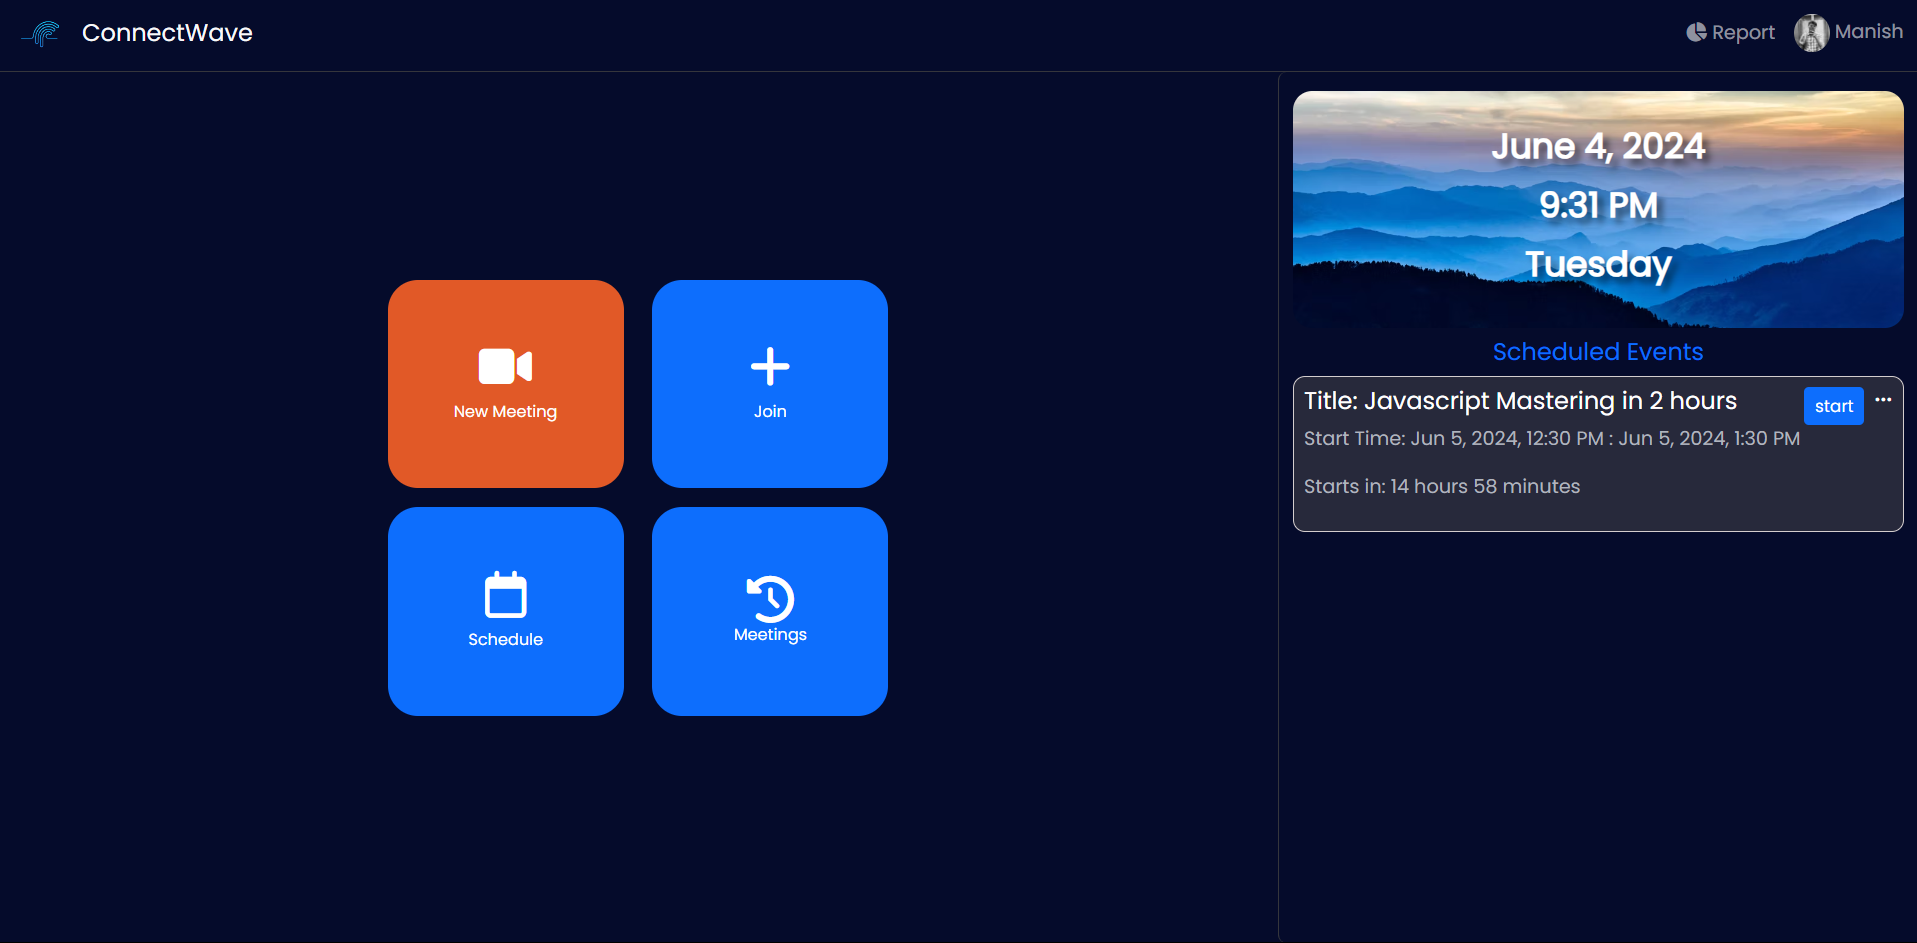 ConnectWave
Report
Manish
New Meeting
Join
Schedule
Meetings
June 4, 2024
9:31 PM
Tuesday
Scheduled Events
Title: Javascript Mastering in 2 hours
start
Start Time: Jun 5, 2024, 12:30 PM : Jun 5, 2024, 1:30 PM
Starts in: 14 hours 58 minutes